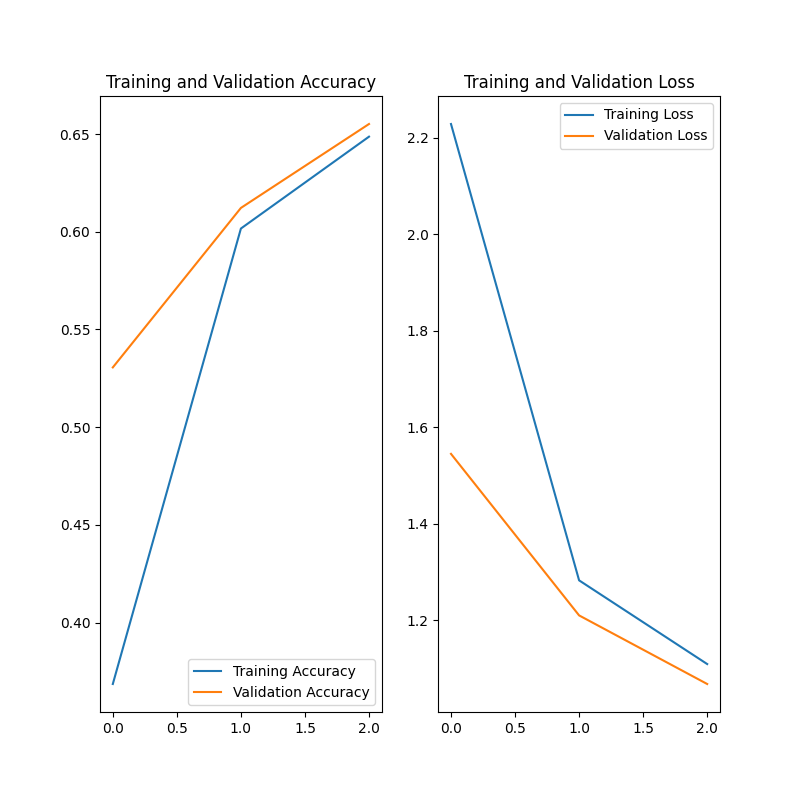 Training and Validation Accuracy
0.65
0.60
0.55
0.50
0.45
0.40
Training Accuracy
Validation Accuracy
0.0 0.5 1.0 1.5 2.0
Training and Validation Loss
Training Loss
Validation Loss
2.2
2.0
1.8
1.6
1.4
1.2
0.0 0.5 1.0 1.5 2.0